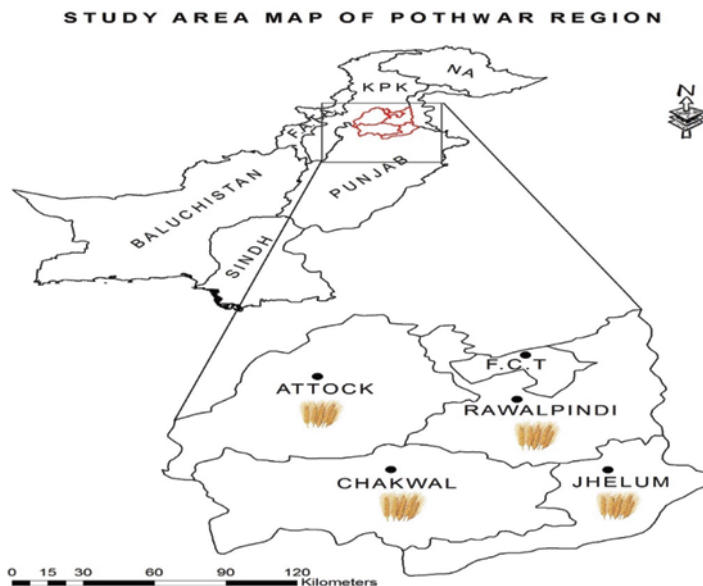 STUDY AREA MAP OF POTHWAR REGION
NA
KPK
N
FATA
PUNJAB
BALUCHISTAN
SINDH
F.C.T
ATTOCK
RAWALPINDI
CHAKWAL
JHELUM
0 15 30 60 90 120
Kilometers